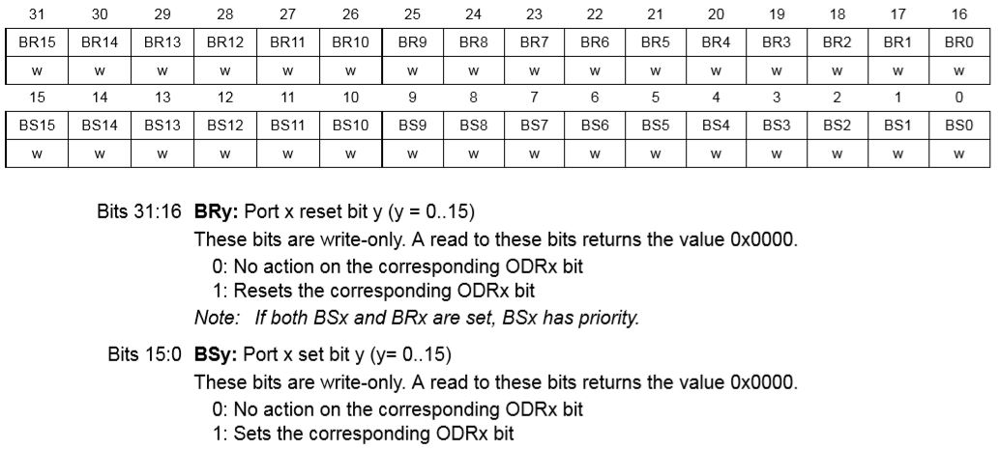 31 30 29 28 27 26 25 24 23 22 21 20 19 18 17 16
BR15 BR14 BR13 BR12 BR11 BR10 BR9 BR8 BR7 BR6 BR5 BR4 BR3 BR2 BR1 BR0
w w w w w w w w w w w w w w w w
15 14 13 12 11 10 9 8 7 6 5 4 3 2 1 0
BS15 BS14 BS13 BS12 BS11 BS10 BS9 BS8 BS7 BS6 BS5 BS4 BS3 BS2 BS1 BS0
w w w w w w w w w w w w w w w w
Bits 31:16 BRy: Port x reset bit y (y = 0..15)
These bits are write-only. A read to these bits returns the value 0x0000.
0: No action on the corresponding ODRx bit
1: Resets the corresponding ODRx bit
Note: If both BSx and BRx are set, BSx has priority.
Bits 15:0 BSy: Port x set bit y (y= 0..15)
These bits are write-only. A read to these bits returns the value 0x0000.
0: No action on the corresponding ODRx bit
1: Sets the corresponding ODRx bit